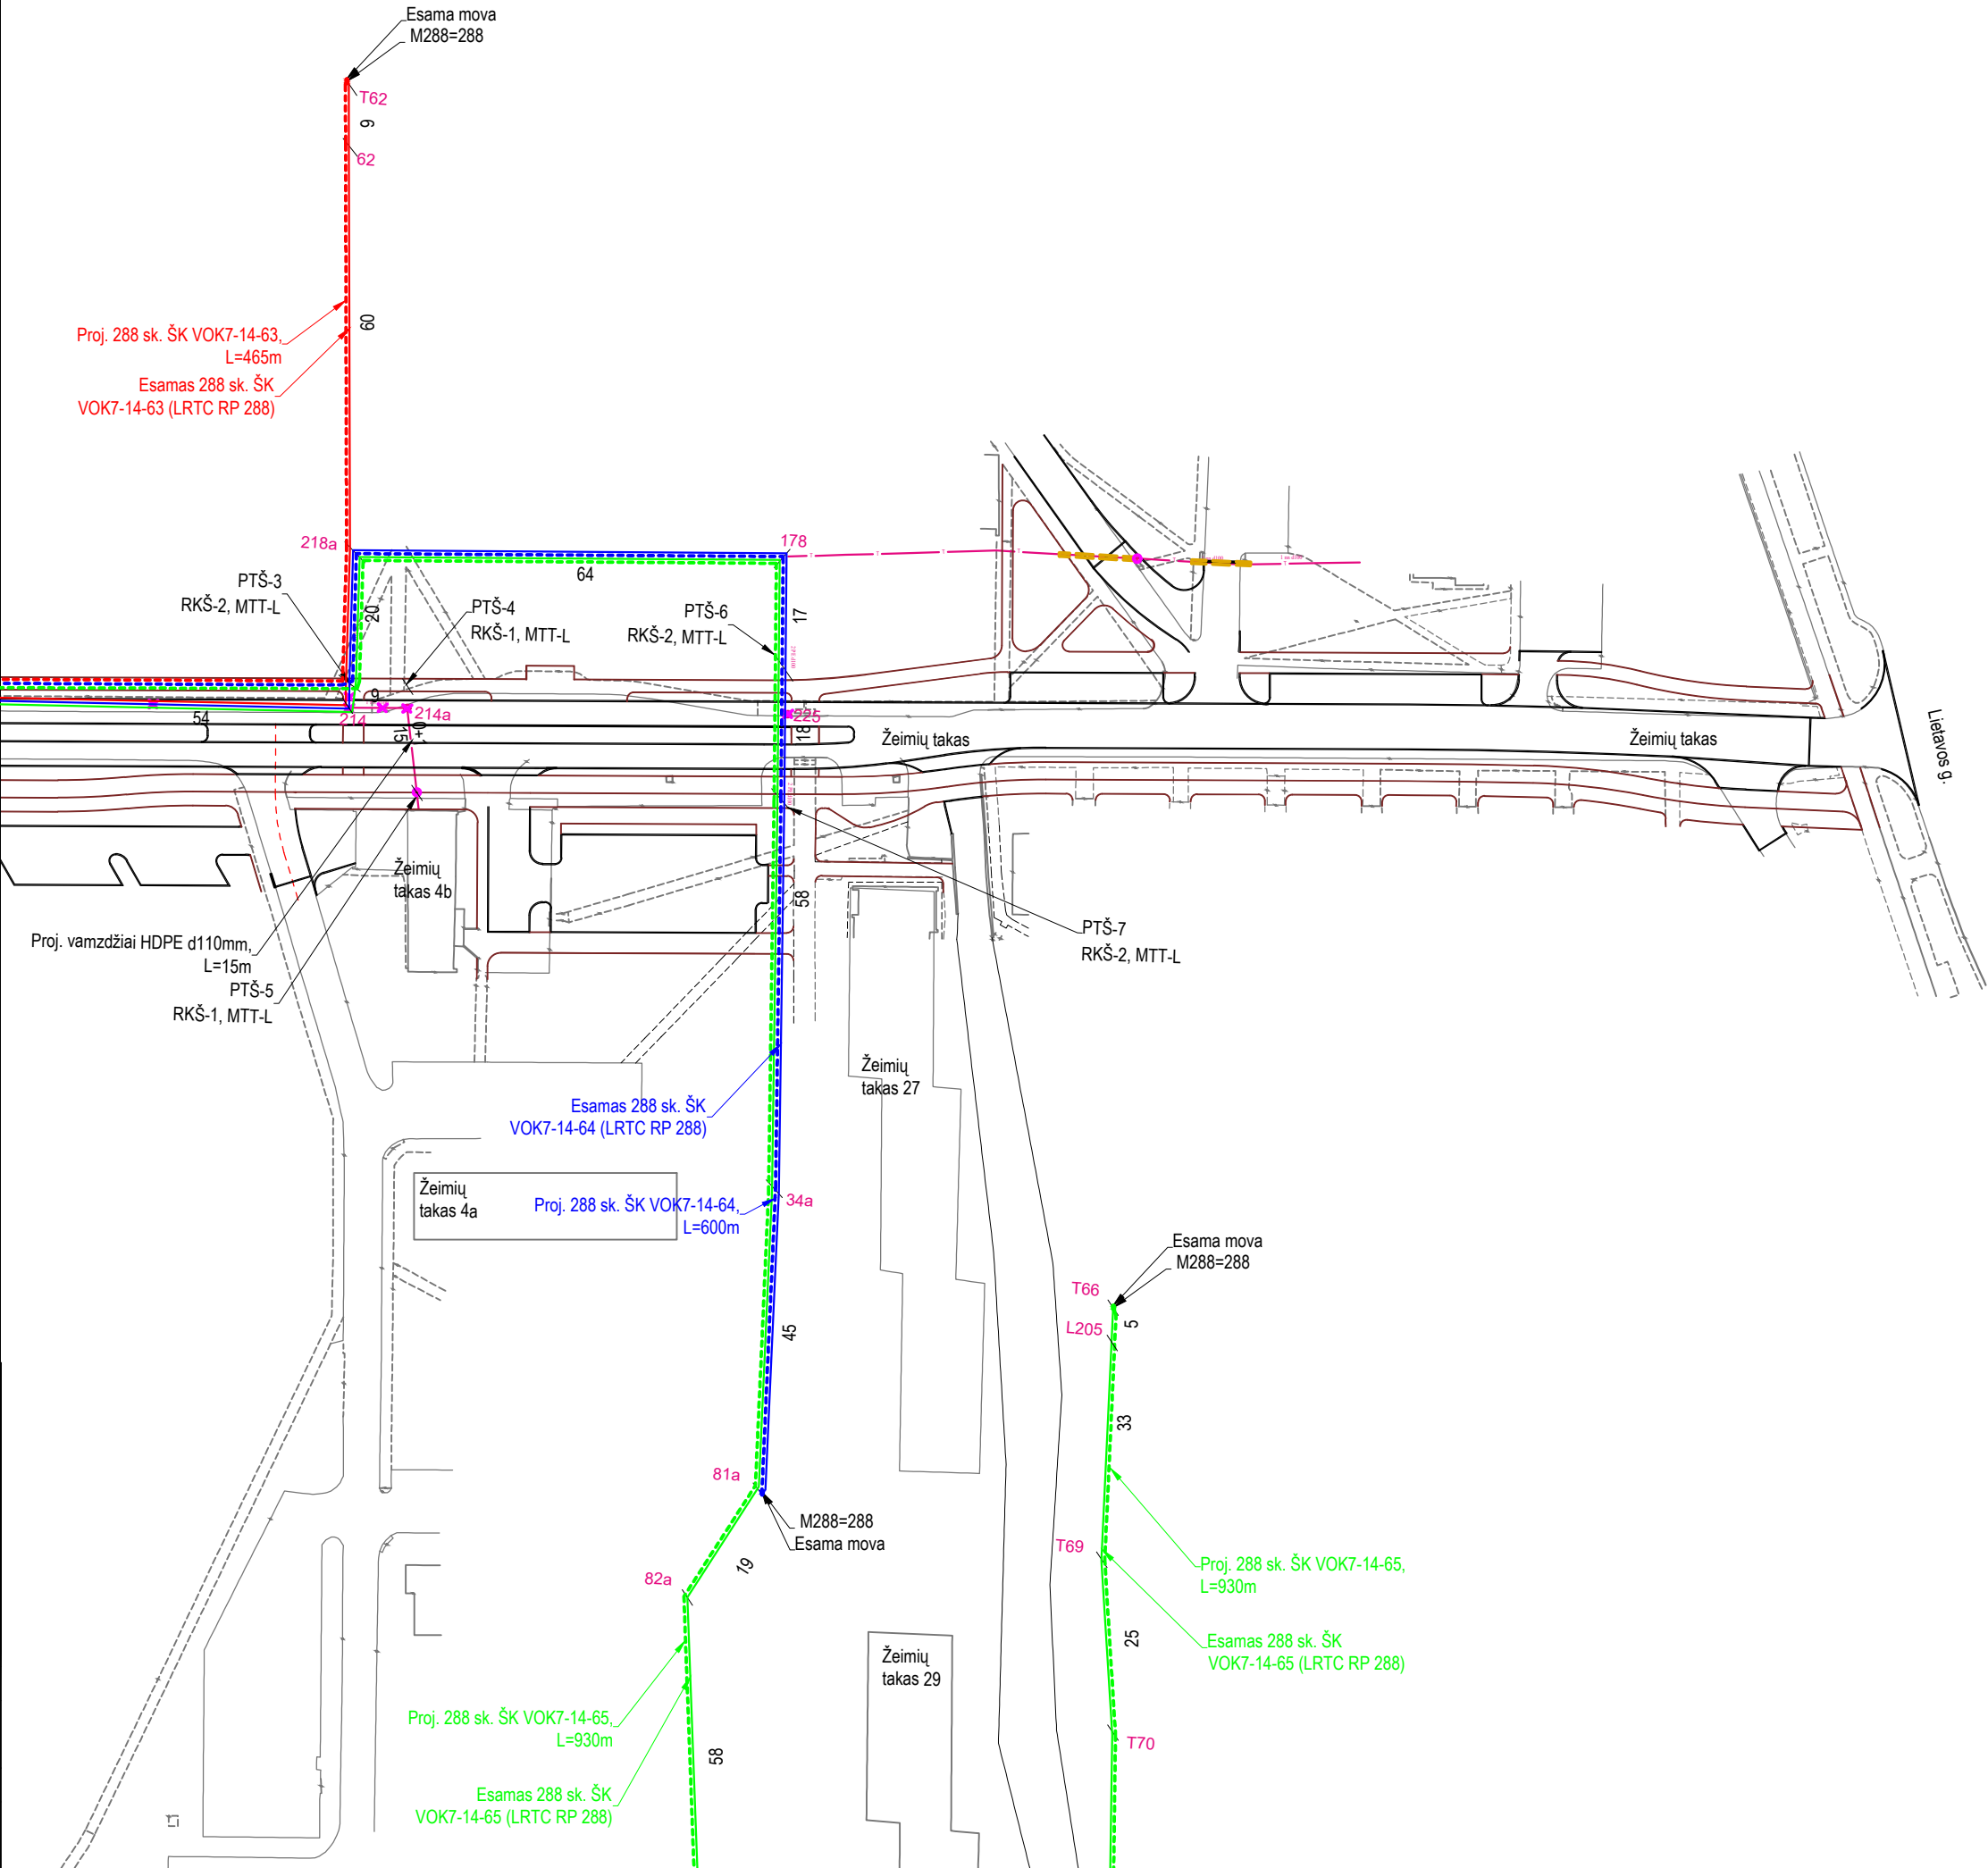 Esama mova
M288=288
T62
9
62
60
Proj. 288 sk. ŠK VOK7-14-63,
L=465m
Esamas 288 sk. ŠK
VOK7-14-63 (LRTC RP 288)
218a
178
64
PTŠ-3
RKŠ-2, MTT-L
20
PTŠ-4
RKŠ-1, MTT-L
PTŠ-6
RKŠ-2, MTT-L
17
9
54
214
214a
225
0+1
15
18
Žeimių takas
Žeimių takas
Lietavos g.
Žeimių
takas 4b
58
Proj. vamzdžiai HDPE d110mm,
L=15m
PTŠ-5
RKŠ-1, MTT-L
PTŠ-7
RKŠ-2, MTT-L
Žeimių
takas 27
Esamas 288 sk. ŠK
VOK7-14-64 (LRTC RP 288)
Žeimių
takas 4a
Proj. 288 sk. ŠK VOK7-14-64,
L=600m
34a
Esama mova
M288=288
T66
5
L205
45
33
81a
M288=288
Esama mova
19
T69
82a
Proj. 288 sk. ŠK VOK7-14-65,
L=930m
25
Esamas 288 sk. ŠK
VOK7-14-65 (LRTC RP 288)
Žeimių
takas 29
Proj. 288 sk. ŠK VOK7-14-65,
L=930m
58
T70
Esamas 288 sk. ŠK
VOK7-14-65 (LRTC RP 288)